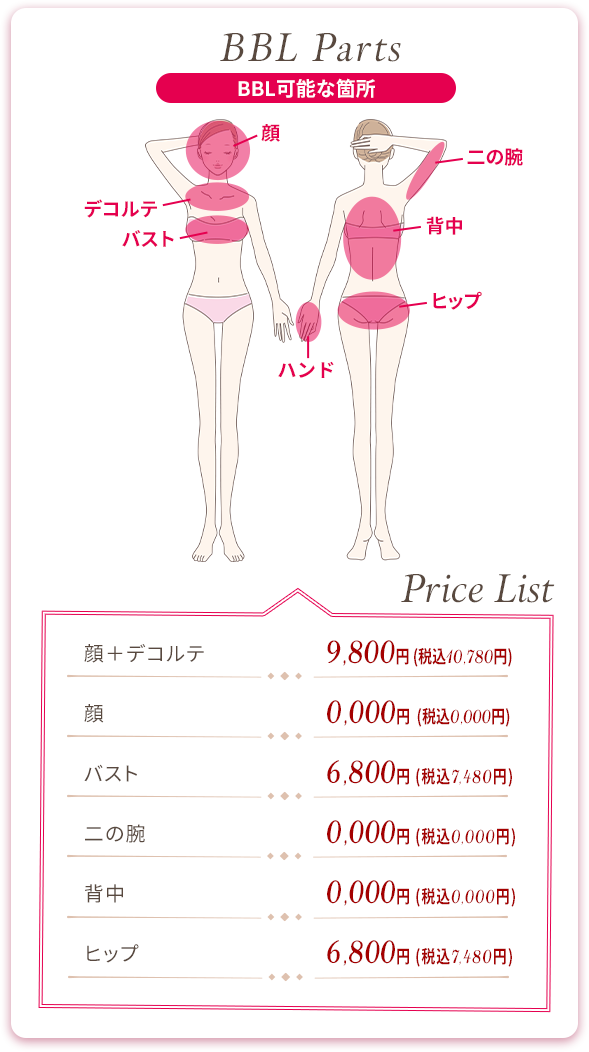 BBL Parts
BBL可能な箇所
顔
二の腕
デコルテ
バスト
背中
ヒップ
ハンド
Price List
顔＋デコルテ 9,800円 (税込10,780円)
顔 0,000円 (税込0,000円)
バスト 6,800円 (税込7,480円)
二の腕 0,000円 (税込0,000円)
背中 0,000円 (税込0,000円)
ヒップ 6,800円 (税込7,480円)